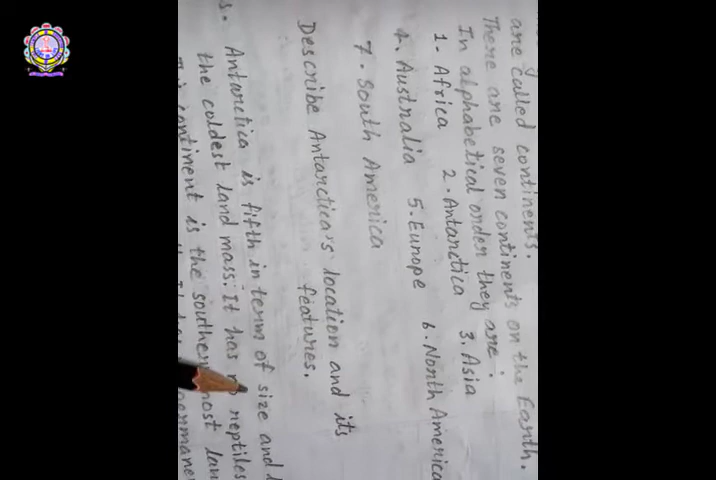 are called continents.
There are seven continents on the Earth.
In alphabetical order they are:
1. Africa 2. Antarctica 3. Asia
4. Australia 5. Europe 6. North America
7. South America
Describe Antarctica's location and its
features.
s. Antarctica is fifth in term of size and
the coldest land mass. It has no reptiles
continent is the southernmost